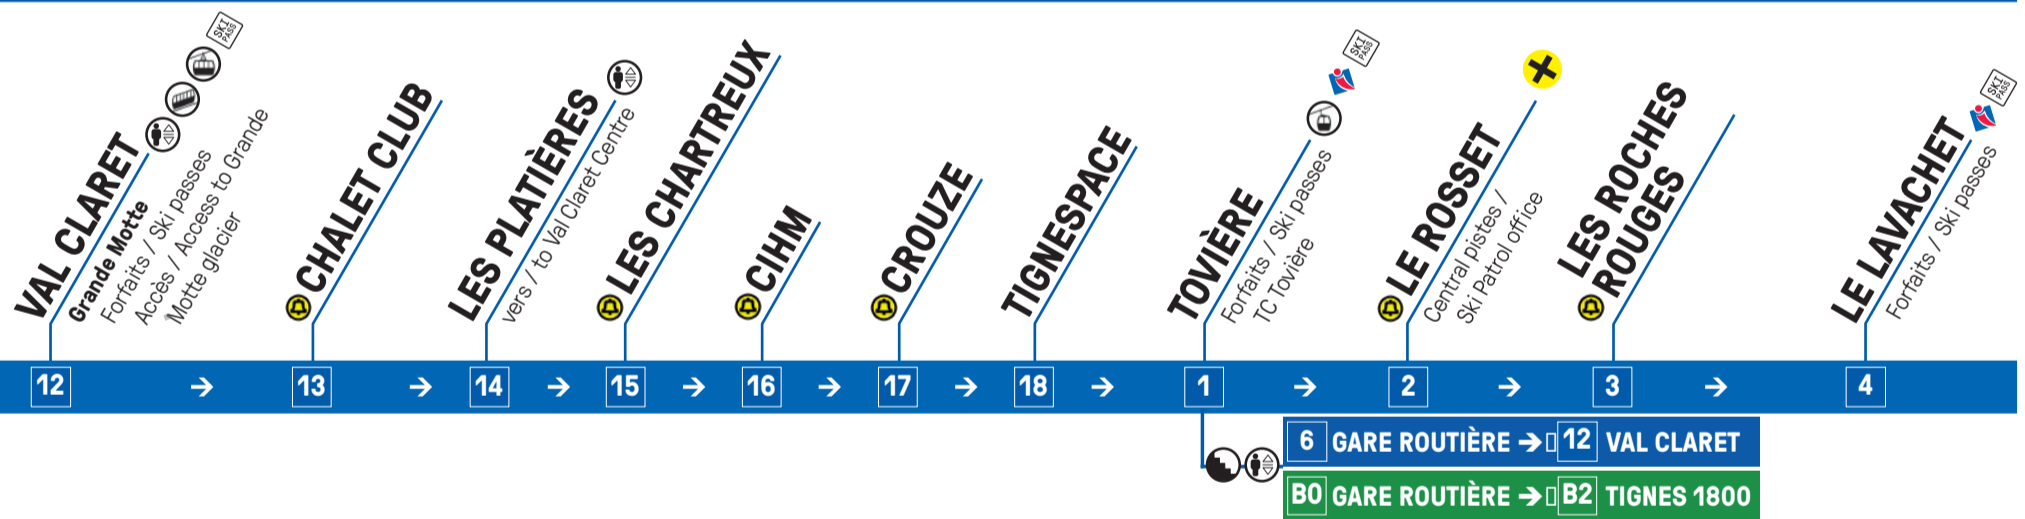 VAL CLARET
Grande Motte
Forfaits / Ski passes
Accès / Access to Grande
Motte glacier
SKI
PASS
CHALET CLUB
LES PLATIÈRES
vers / to Val Claret Centre
LES CHARTREUX
CIHM
CROUZE
TIGNESPACE
TOVIÈRE
Forfaits / Ski passes
TC Tovière
SKI
PASS
LE ROSSET
Central pistes /
Ski Patrol office
LES ROCHES
ROUGES
LE LAVACHET
Forfaits / Ski passes
SKI
PASS
12 → 13 → 14 → 15 → 16 → 17 → 18 → 1 → 2 → 3 → 4
6 GARE ROUTIÈRE → 12 VAL CLARET
B0 GARE ROUTIÈRE → B2 TIGNES 1800